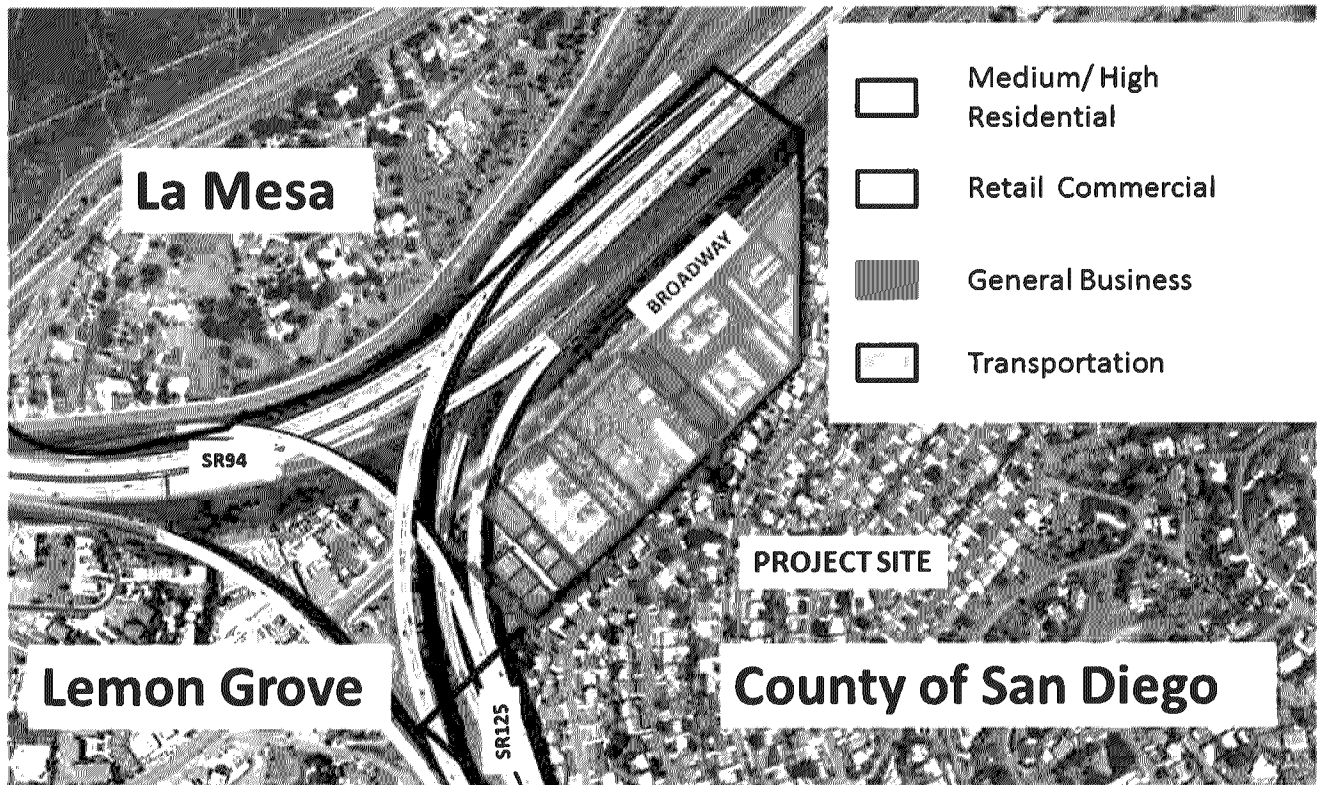 Medium/ High
Residential
La Mesa
Retail Commercial
BROADWAY
General Business
Transportation
SR94
PROJECT SITE
Lemon Grove
County of San Diego
SR125